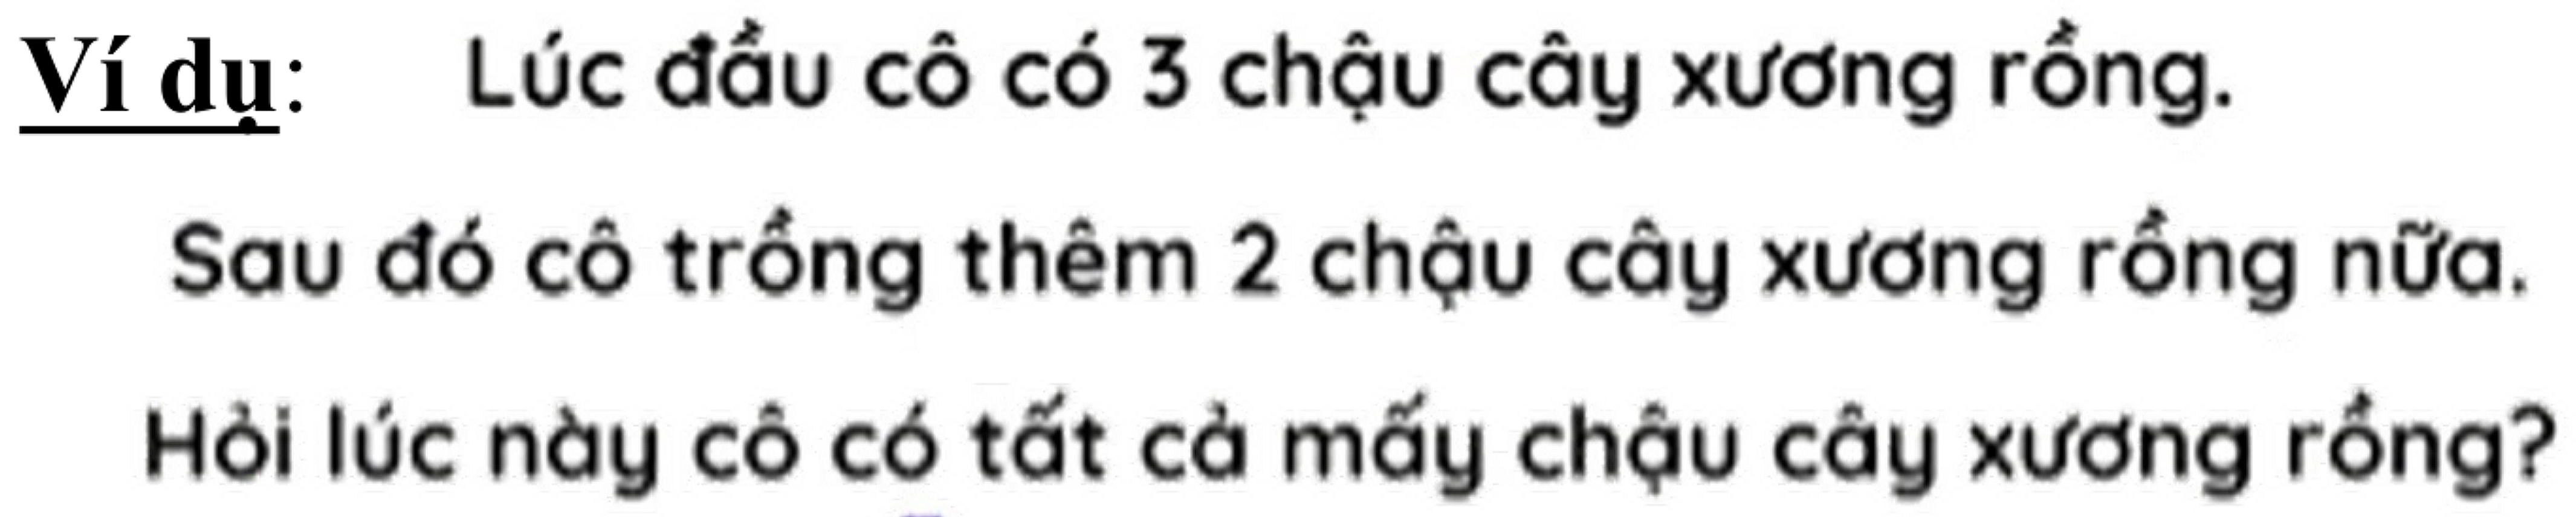 Ví dụ: Lúc đầu cô có 3 chậu cây xương rồng.
Sau đó cô trồng thêm 2 chậu cây xương rồng nữa.
Hỏi lúc này cô có tất cả mấy chậu cây xương rồng?